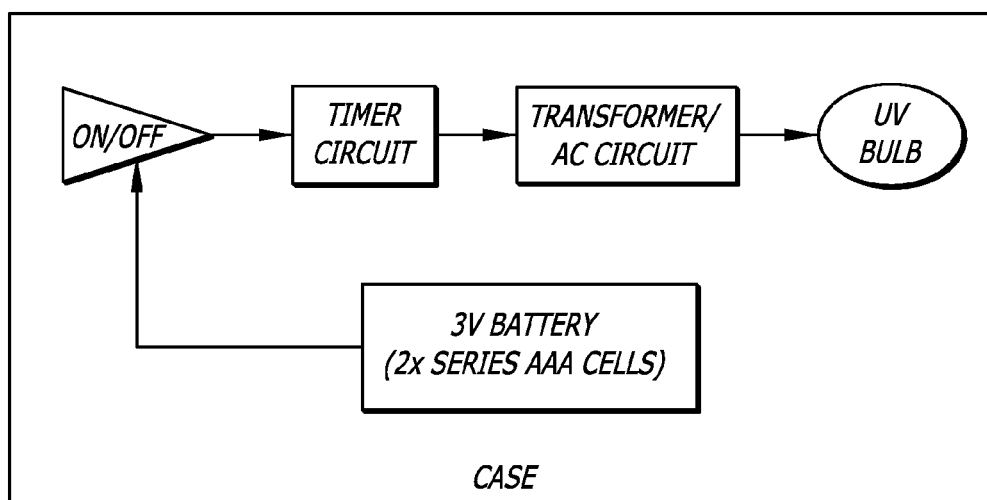 ON/OFF
TIMER
CIRCUIT
TRANSFORMER/
AC CIRCUIT
UV
BULB
3V BATTERY
(2x SERIES AAA CELLS)
CASE